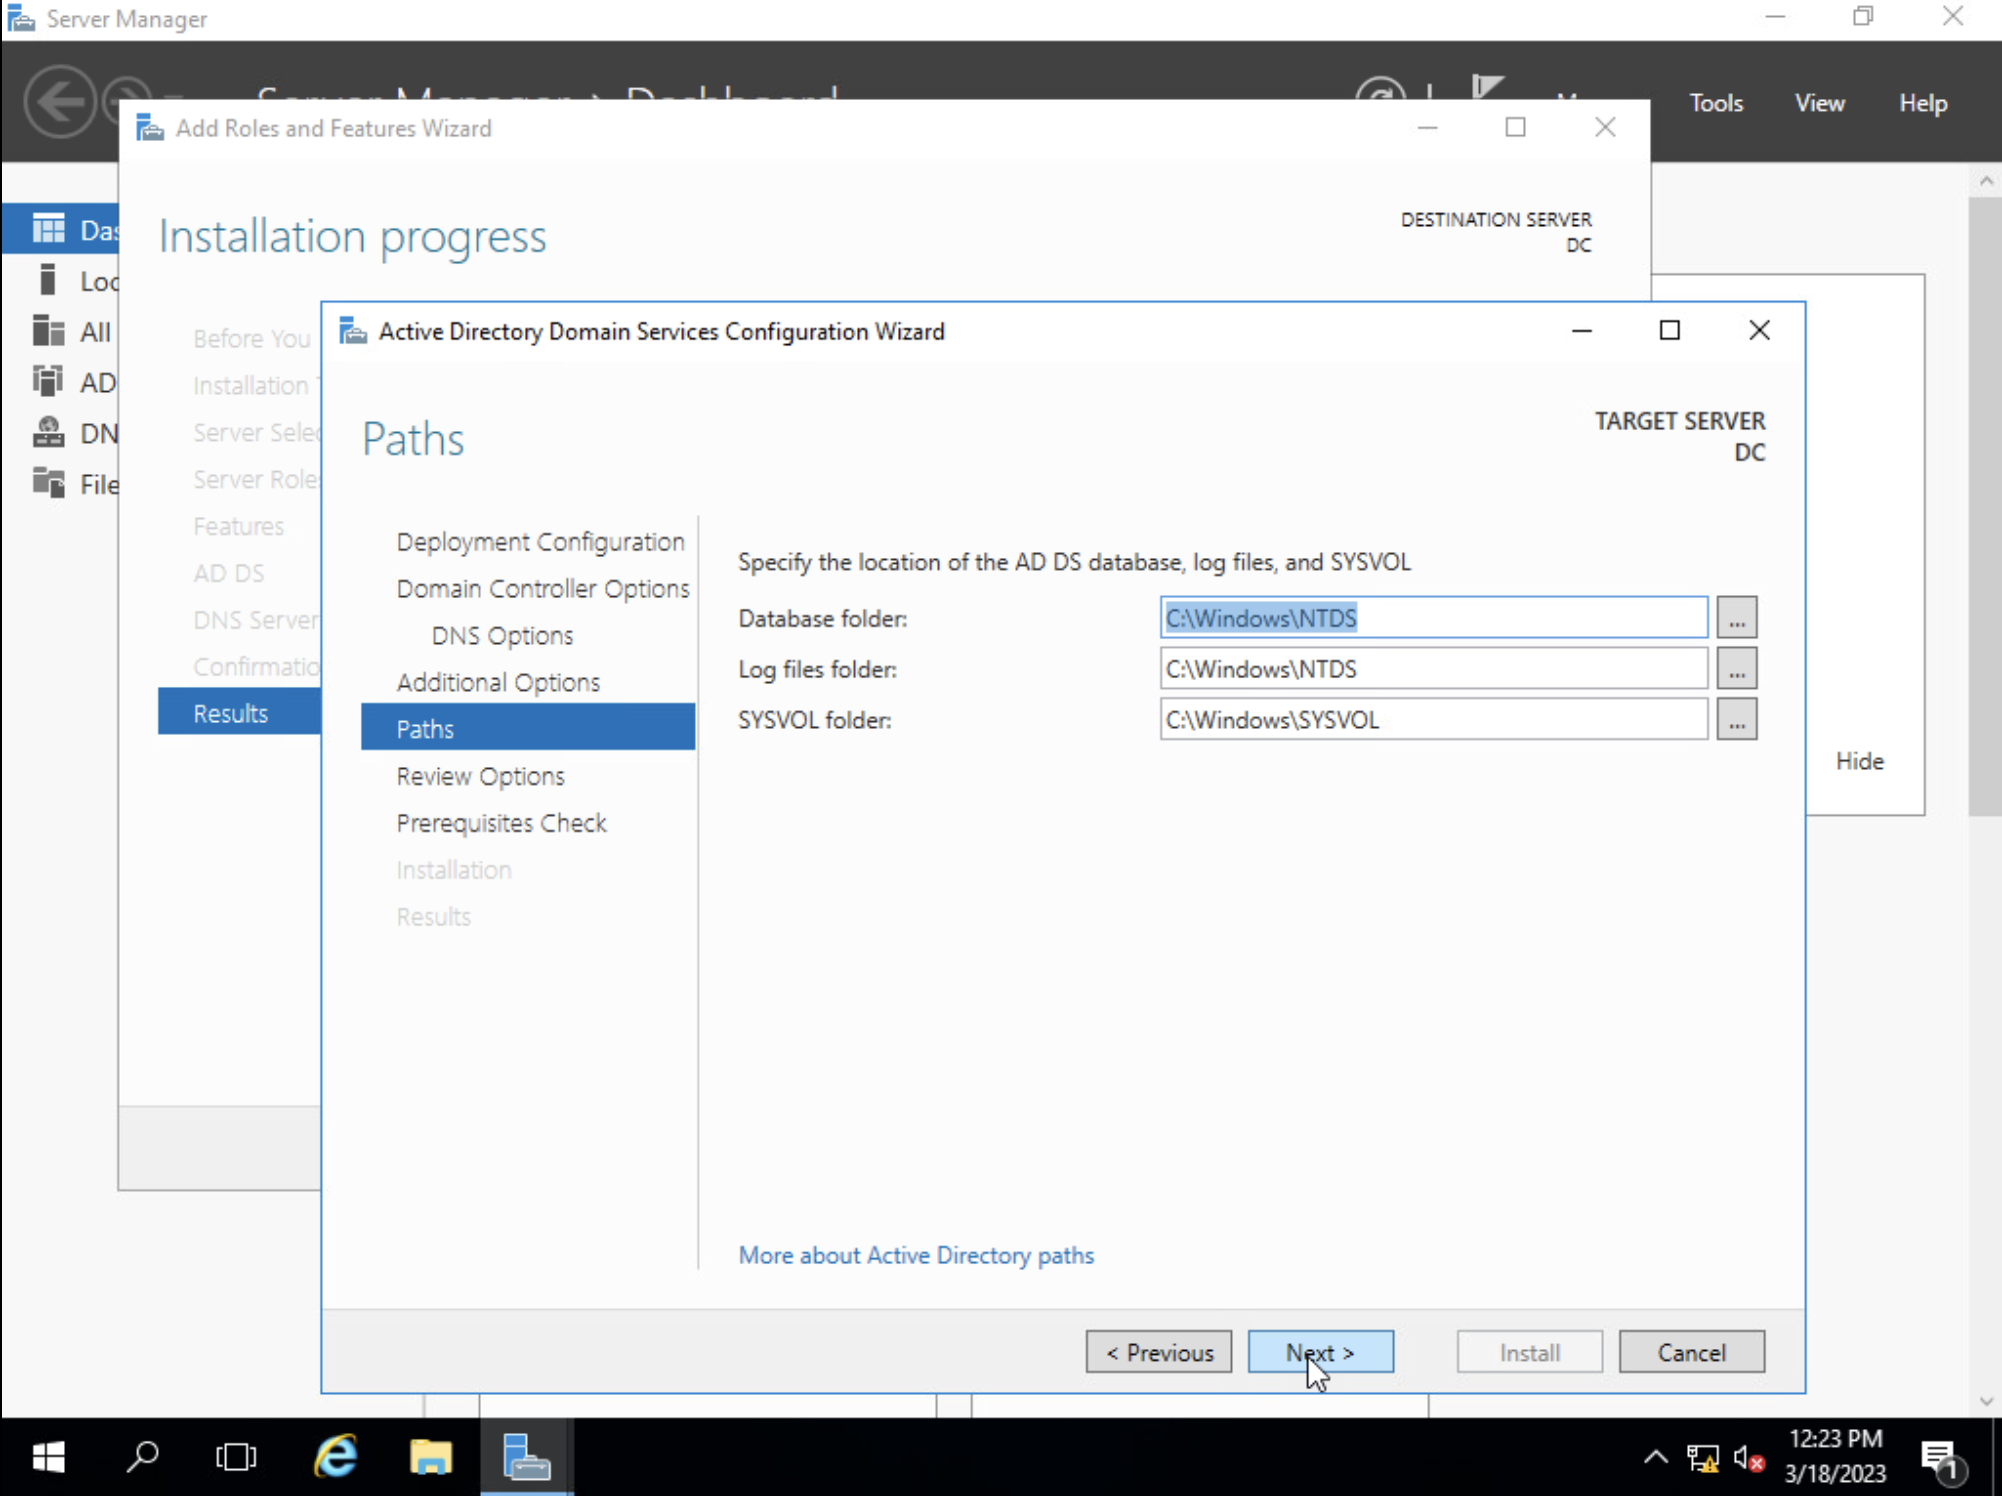 Server Manager
Server Manager › Dashboard
Tools
View
Help
Add Roles and Features Wizard
Das
Loc
All
AD
DN
File
Installation progress
DESTINATION SERVER
DC
Before You
Installation
Server Selec
Server Roles
Features
AD DS
DNS Server
Confirmatio
Results
Active Directory Domain Services Configuration Wizard
Paths
TARGET SERVER
DC
Deployment Configuration
Domain Controller Options
DNS Options
Additional Options
Paths
Review Options
Prerequisites Check
Installation
Results
Specify the location of the AD DS database, log files, and SYSVOL
Database folder:
C:\Windows\NTDS
...
Log files folder:
C:\Windows\NTDS
...
SYSVOL folder:
C:\Windows\SYSVOL
...
More about Active Directory paths
< Previous
Next >
Install
Cancel
Hide
12:23 PM
3/18/2023
1